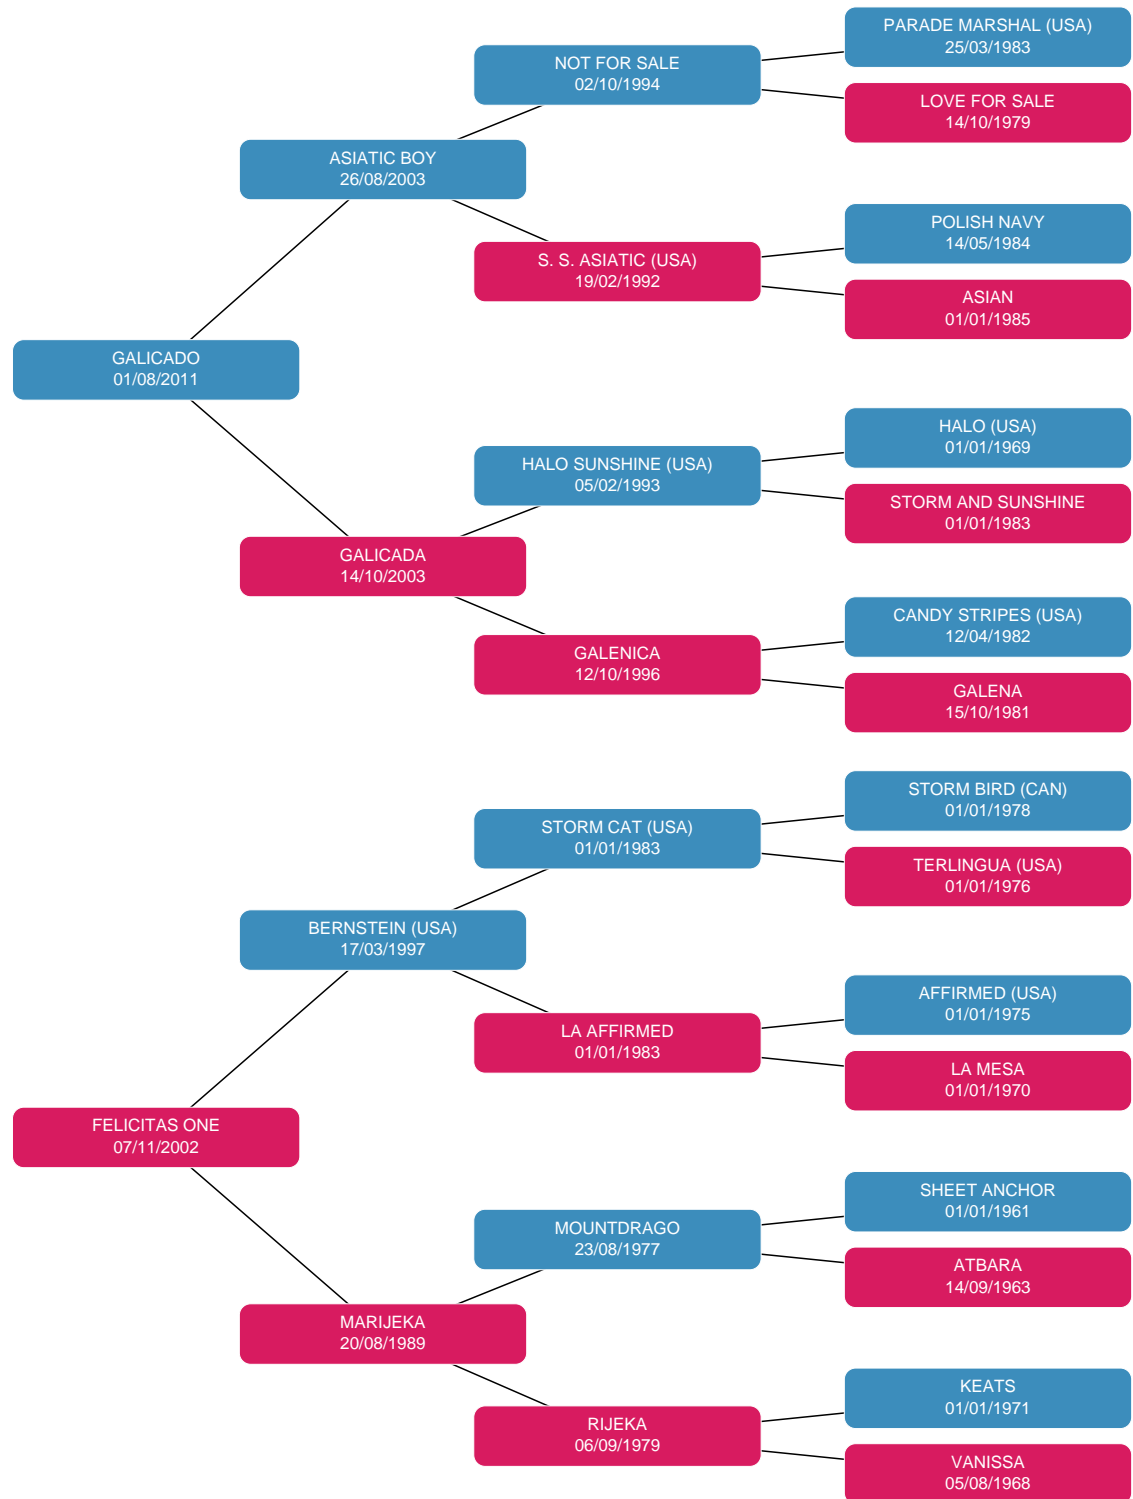 PARADE MARSHAL (USA)
25/03/1983
NOT FOR SALE
02/10/1994
LOVE FOR SALE
14/10/1979
ASIATIC BOY
26/08/2003
POLISH NAVY
14/05/1984
S. S. ASIATIC (USA)
19/02/1992
ASIAN
01/01/1985
GALICADO
01/08/2011
HALO (USA)
01/01/1969
HALO SUNSHINE (USA)
05/02/1993
STORM AND SUNSHINE
01/01/1983
GALICADA
14/10/2003
CANDY STRIPES (USA)
12/04/1982
GALENICA
12/10/1996
GALENA
15/10/1981
STORM BIRD (CAN)
01/01/1978
STORM CAT (USA)
01/01/1983
TERLINGUA (USA)
01/01/1976
BERNSTEIN (USA)
17/03/1997
AFFIRMED (USA)
01/01/1975
LA AFFIRMED
01/01/1983
LA MESA
01/01/1970
FELICITAS ONE
07/11/2002
SHEET ANCHOR
01/01/1961
MOUNTDRAGO
23/08/1977
ATBARA
14/09/1963
MARIJEKA
20/08/1989
KEATS
01/01/1971
RIJEKA
06/09/1979
VANISSA
05/08/1968